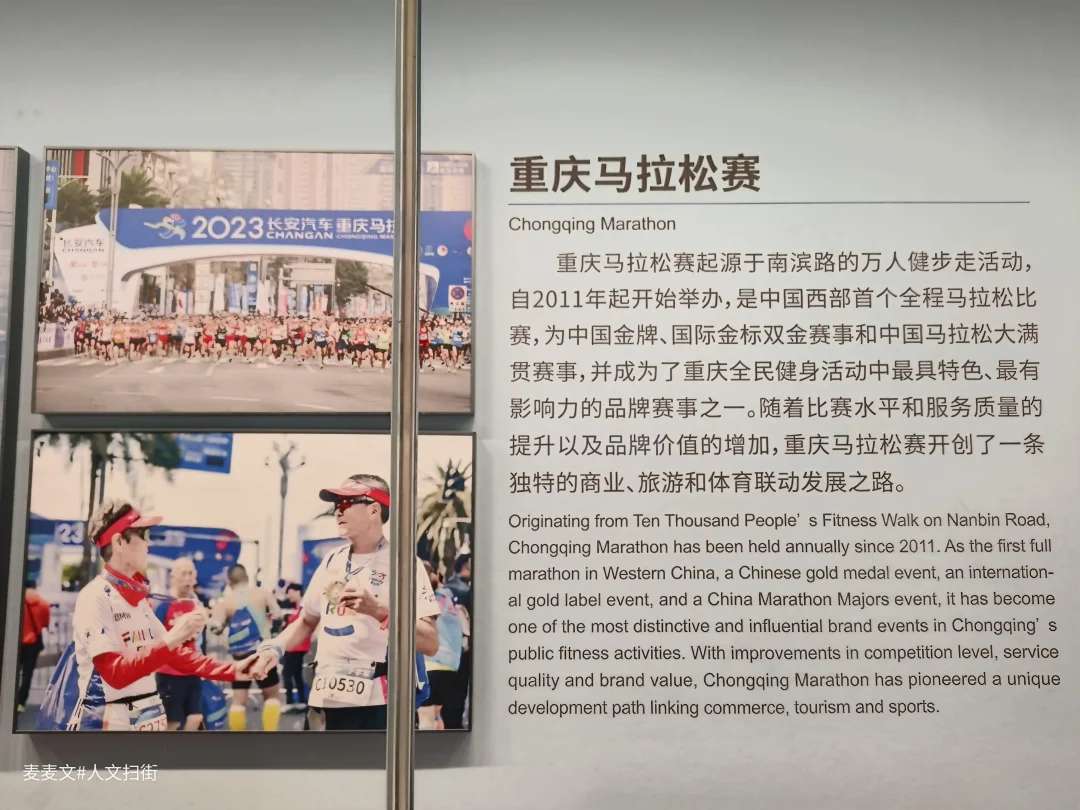 2023长安汽车重庆马拉
CHANGAN CHONGQING MAR
长安汽车
CHANGAN
23
BMW
C10530
重庆马拉松赛
Chongqing Marathon
重庆马拉松赛起源于南滨路的万人健步走活动，
自2011年起开始举办，是中国西部首个全程马拉松比
赛，为中国金牌、国际金标双金赛事和中国马拉松大满
贯赛事，并成为了重庆全民健身活动中最具特色、最有
影响力的品牌赛事之一。随着比赛水平和服务质量的
提升以及品牌价值的增加，重庆马拉松赛开创了一条
独特的商业、旅游和体育联动发展之路。
Originating from Ten Thousand People’ s Fitness Walk on Nanbin Road,
Chongqing Marathon has been held annually since 2011. As the first full
marathon in Western China, a Chinese gold medal event, an internation-
al gold label event, and a China Marathon Majors event, it has become
one of the most distinctive and influential brand events in Chongqing’ s
public fitness activities. With improvements in competition level, service
quality and brand value, Chongqing Marathon has pioneered a unique
development path linking commerce, tourism and sports.
麦麦文#人文扫街